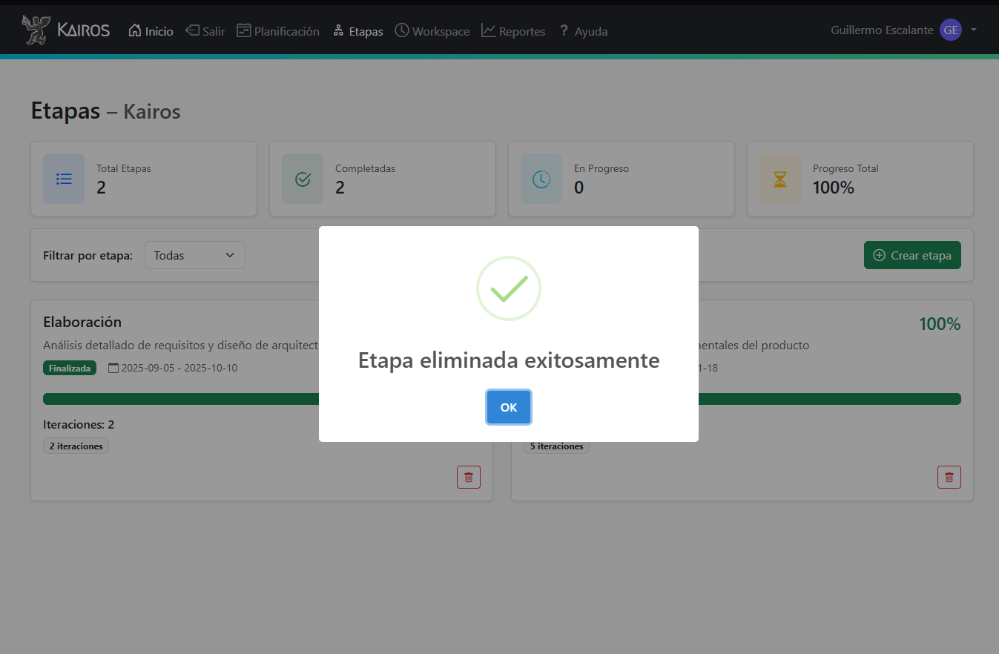 KAIROS Inicio Salir Planificación Etapas Workspace Reportes ? Ayuda Guillermo Escalante GE
Etapas – Kairos
Total Etapas
2
Completadas
2
En Progreso
0
Progreso Total
100%
Filtrar por etapa: Todas
Crear etapa
Etapa eliminada exitosamente
OK
Elaboración
Análisis detallado de requisitos y diseño de
Finalizada 2025-09-05 - 2025-10-10
Iteraciones: 2
2 iteraciones
100%
del producto
-18
5 iteraciones